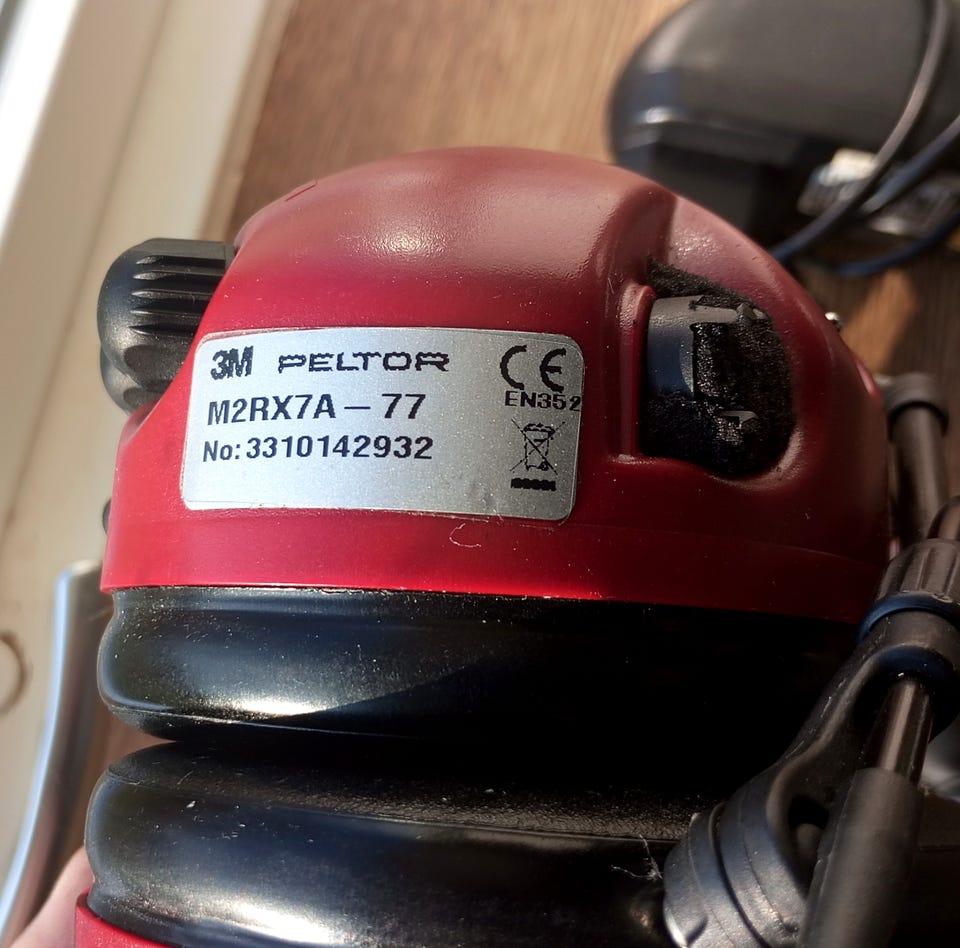 3M PELTOR CE
M2RX7A – 77
EN352
No: 3310142932